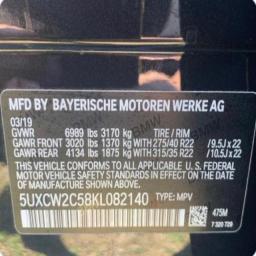 MFD BY BAYERISCHE MOTOREN WERKE AG
03/19
GVWR 6989 lbs 3170 kg TIRE / RIM
GAWR FRONT 3020 lbs 1370 kg 275/40 R22 / 9.5J x 22
GAWR REAR 4134 lbs 1875 kg 315/35 R22 / 10.5J x 22
THIS VEHICLE CONFORMS TO ALL APPLICABLE U.S. FEDERAL
MOTOR VEHICLE SAFETY STANDARDS IN EFFECT
ON THE DATE OF MANUFACTURE SHOWN ABOVE.
5UXCW2C58KL082140 TYPE: MPV 475M
7 320 729